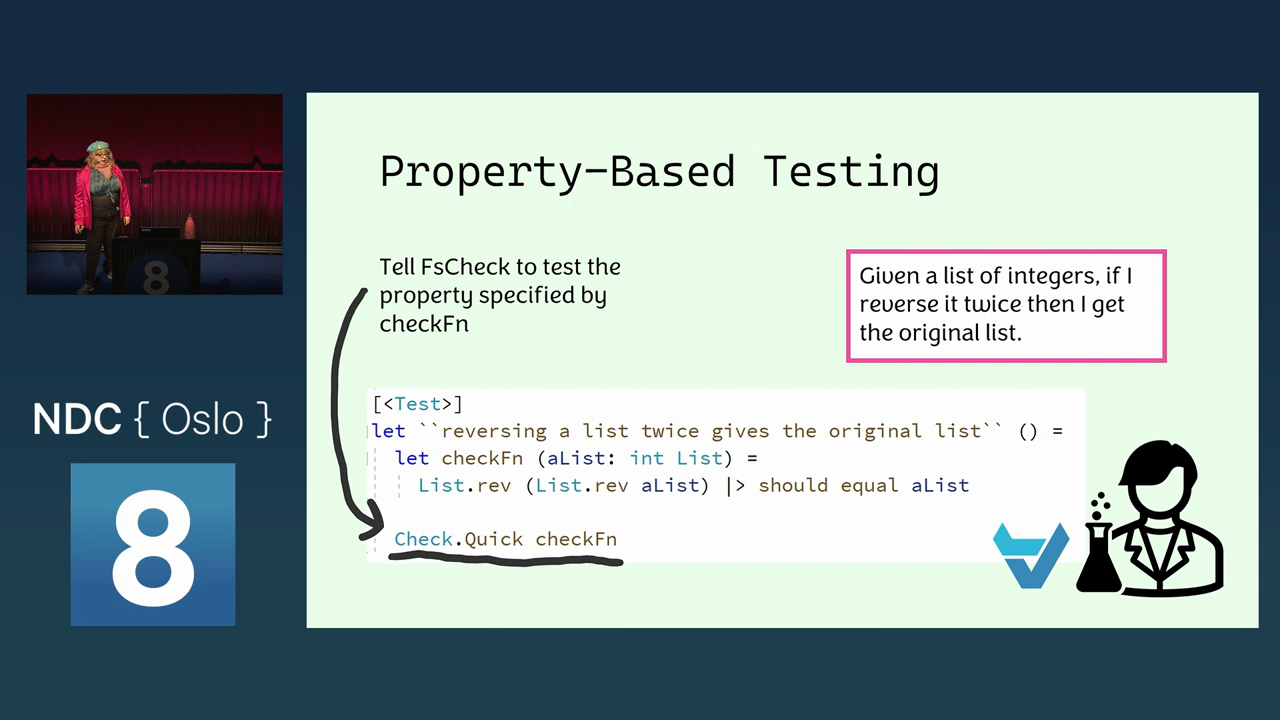 Property-Based Testing
Tell FsCheck to test the
property specified by
checkFn
Given a list of integers, if I
reverse it twice then I get
the original list.
[<Test>]
let ``reversing a list twice gives the original list`` () =
let checkFn (aList: int List) =
List.rev (List.rev aList) |> should equal aList
Check.Quick checkFn
8
NDC { Oslo }
8